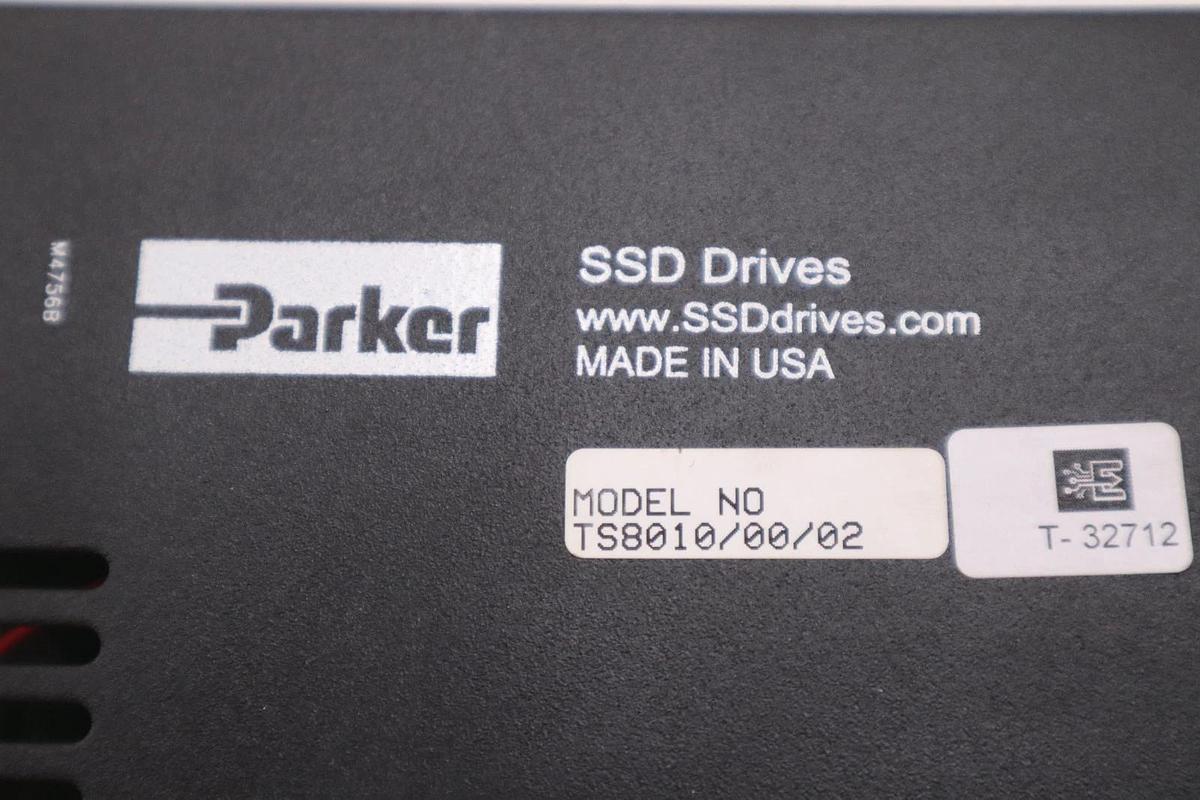 M4756B
Parker
SSD Drives
www.SSDdrives.com
MADE IN USA
MODEL NO
TS8010/00/02
T- 32712